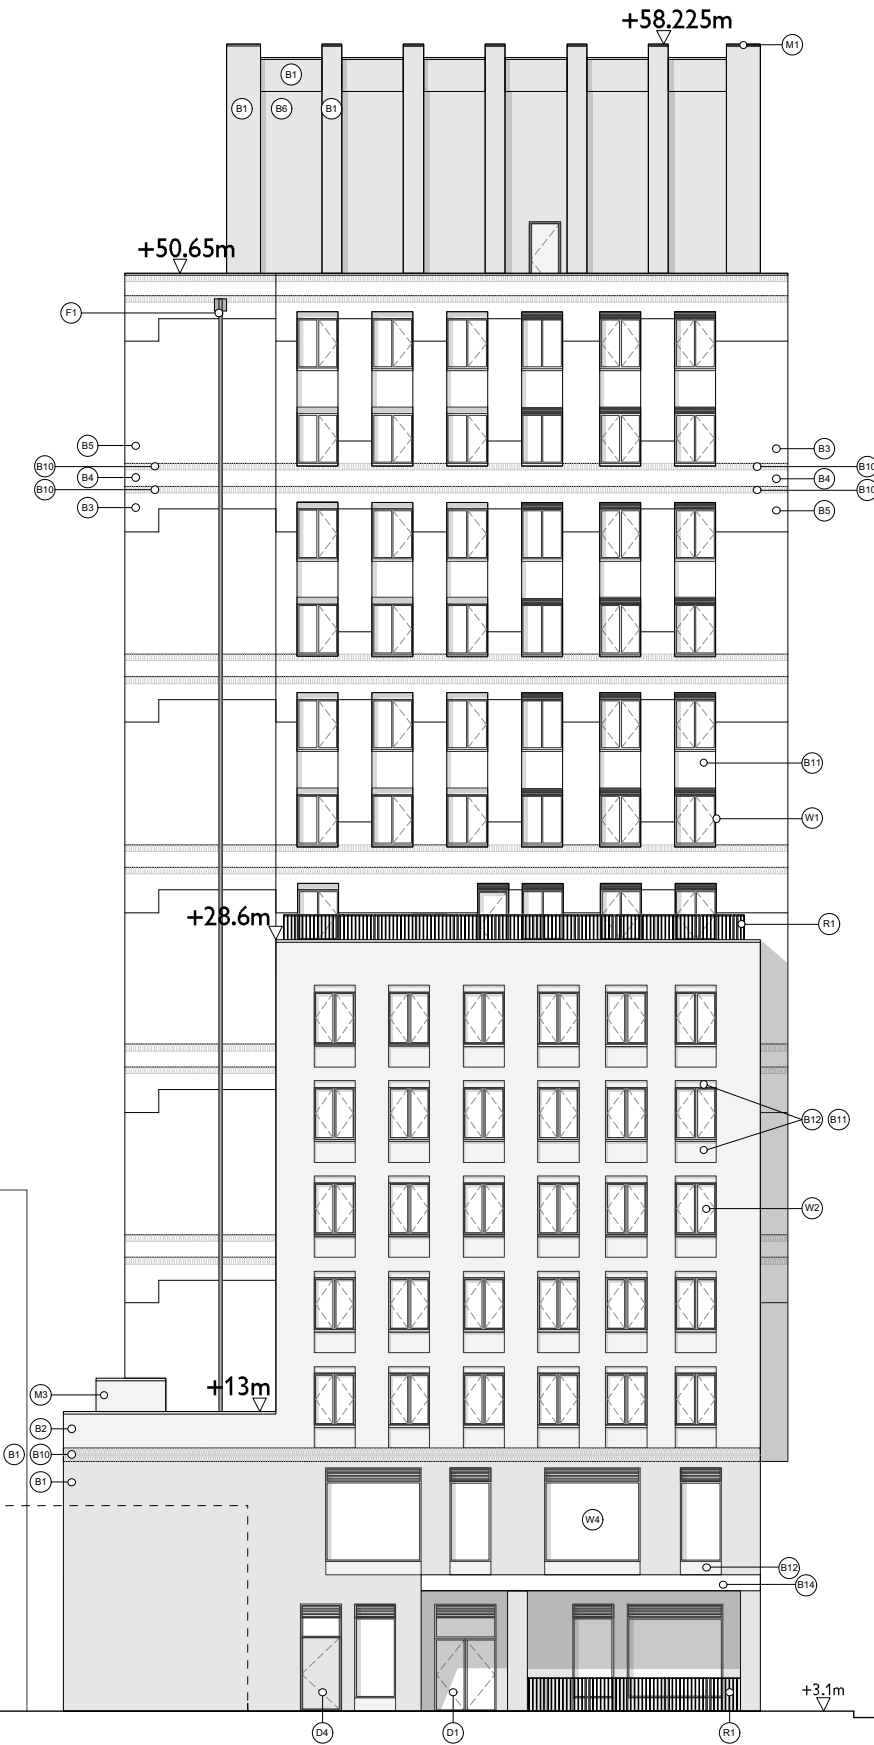 +58.225m
M1
B1
B1 B6 B1
+50.65m
F1
B5 B3
B10 B10
B4 B4
B10 B10
B3 B5
B11
W1
+28.6m
R1
B12 B11
W2
+13m
M3
B2
B1 B10
B1
W4
B12
B14
+3.1m
D4 D1 R1